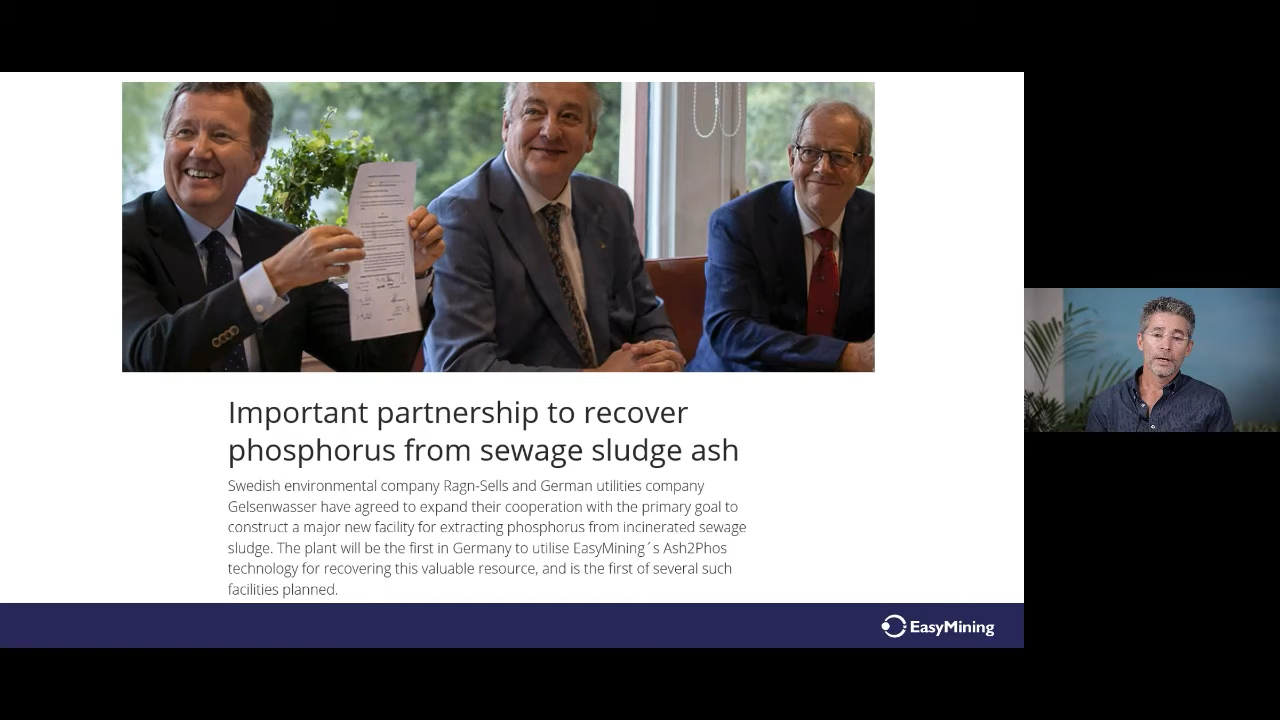 Important partnership to recover
phosphorus from sewage sludge ash
Swedish environmental company Ragn-Sells and German utilities company
Gelsenwasser have agreed to expand their cooperation with the primary goal to
construct a major new facility for extracting phosphorus from incinerated sewage
sludge. The plant will be the first in Germany to utilise EasyMining´s Ash2Phos
technology for recovering this valuable resource, and is the first of several such
facilities planned.
EasyMining